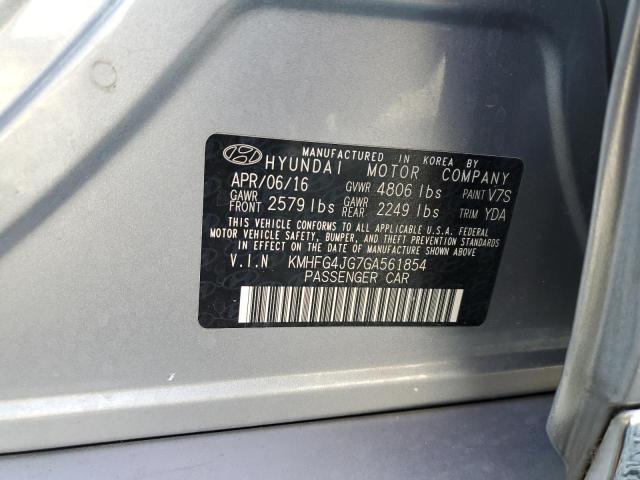 MANUFACTURED IN KOREA BY
HYUNDAI MOTOR COMPANY
APR/06/16 GVWR 4806 lbs PAINT V7S
GAWR FRONT 2579 lbs GAWR REAR 2249 lbs TRIM YDA
THIS VEHICLE CONFORMS TO ALL APPLICABLE U.S.A. FEDERAL
MOTOR VEHICLE SAFETY, BUMPER, AND THEFT PREVENTION STANDARDS
IN EFFECT ON THE DATE OF MANUFACTURE SHOWN ABOVE
V.I.N KMHFG4JG7GA561854
PASSENGER CAR